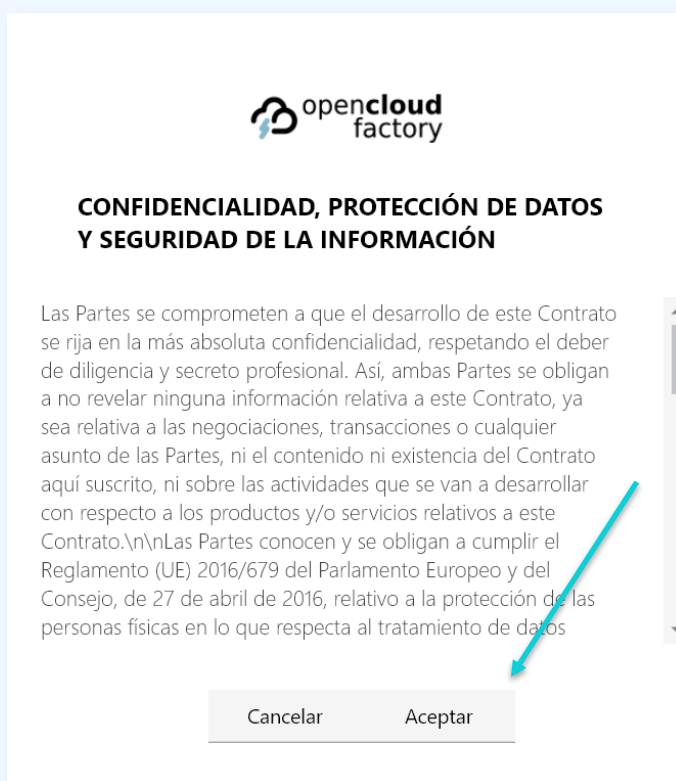 opencloud
factory
CONFIDENCIALIDAD, PROTECCIÓN DE DATOS
Y SEGURIDAD DE LA INFORMACIÓN
Las Partes se comprometen a que el desarrollo de este Contrato
se rija en la más absoluta confidencialidad, respetando el deber
de diligencia y secreto profesional. Así, ambas Partes se obligan
a no revelar ninguna información relativa a este Contrato, ya
sea relativa a las negociaciones, transacciones o cualquier
asunto de las Partes, ni el contenido ni existencia del Contrato
aquí suscrito, ni sobre las actividades que se van a desarrollar
con respecto a los productos y/o servicios relativos a este
Contrato.\n\nLas Partes conocen y se obligan a cumplir el
Reglamento (UE) 2016/679 del Parlamento Europeo y del
Consejo, de 27 de abril de 2016, relativo a la protección de las
personas físicas en lo que respecta al tratamiento de datos
Cancelar Aceptar